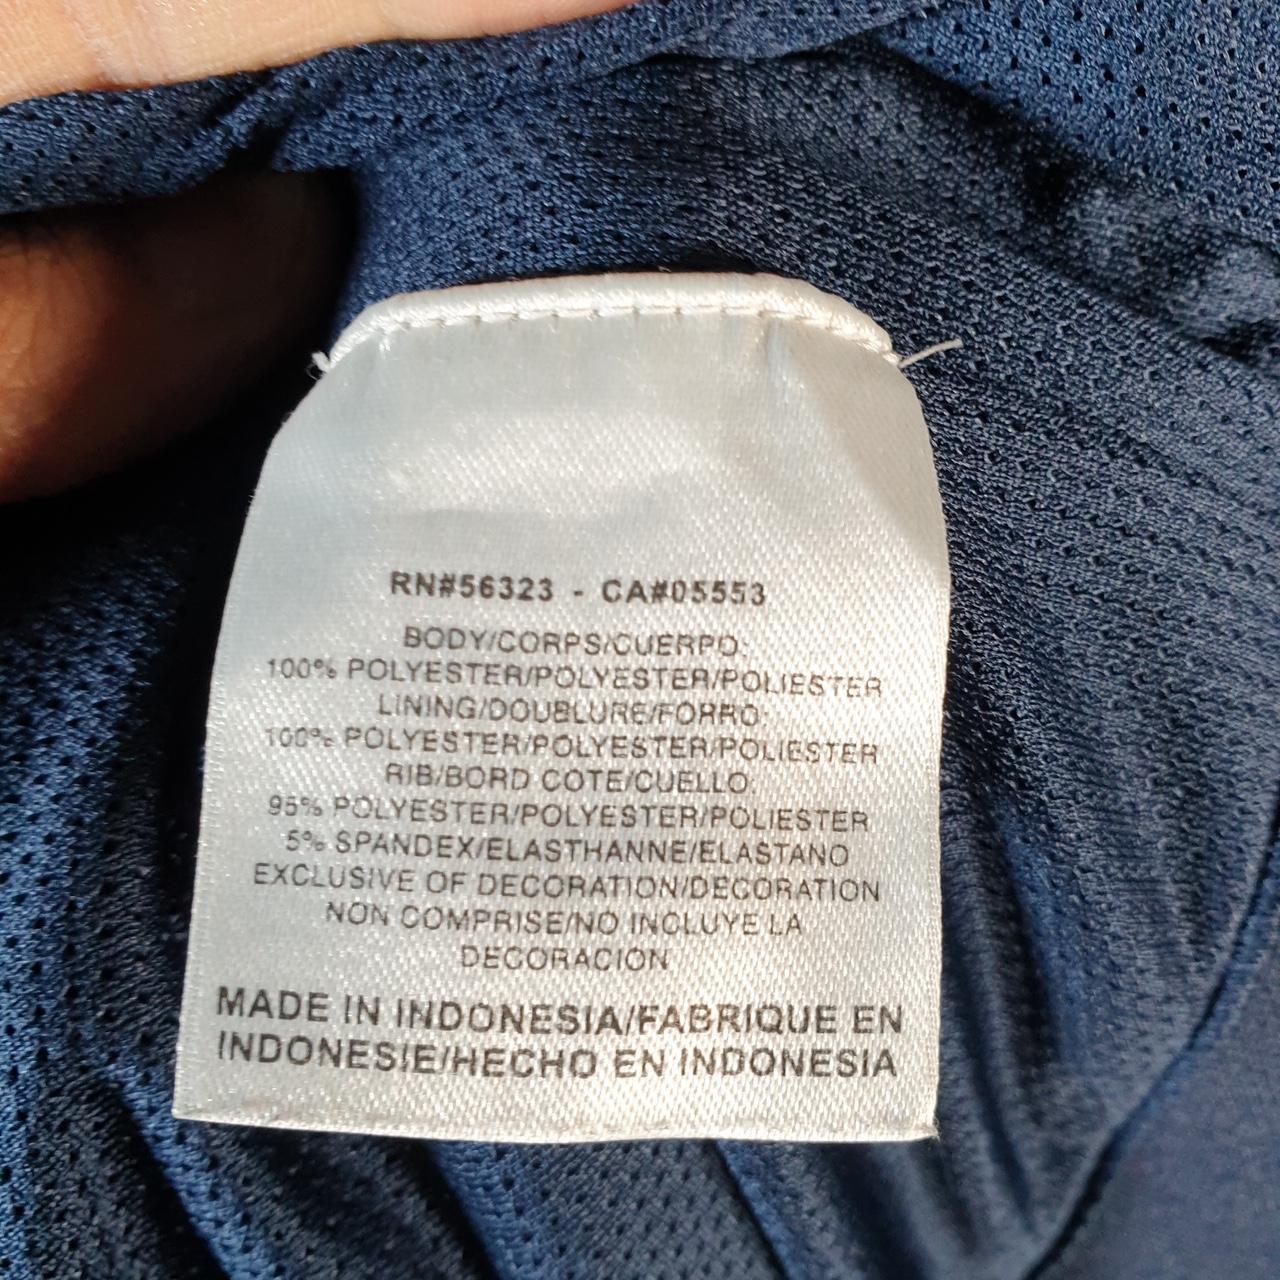 RN#56323 - CA#05553
BODY/CORPS/CUERPO:
100% POLYESTER/POLYESTER/POLIESTER
LINING/DOUBLURE/FORRO:
100% POLYESTER/POLYESTER/POLIESTER
RIB/BORD COTE/CUELLO
95% POLYESTER/POLYESTER/POLIESTER
5% SPANDEX/ELASTHANNE/ELASTANO
EXCLUSIVE OF DECORATION/DECORATION
NON COMPRISE/NO INCLUYE LA
DECORACION
MADE IN INDONESIA/FABRIQUE EN
INDONESIE/HECHO EN INDONESIA